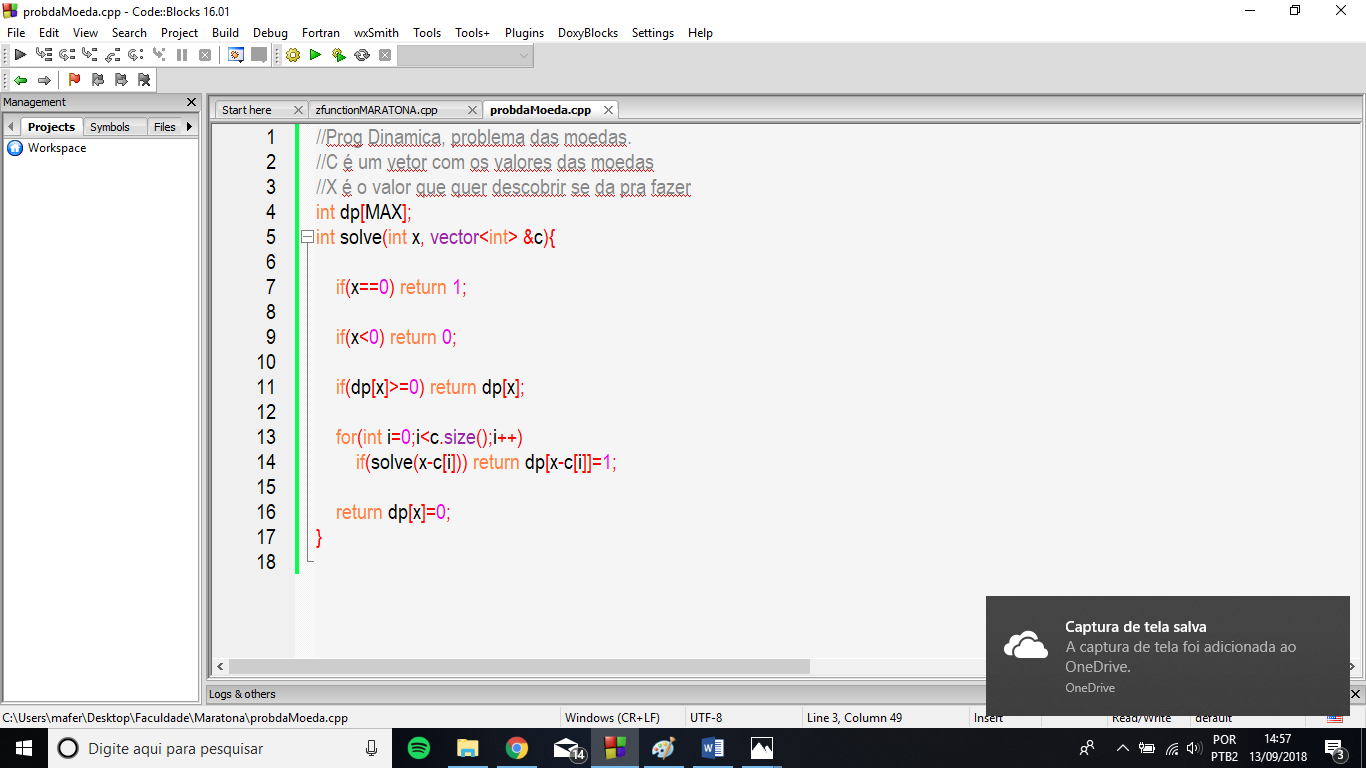 probdaMoeda.cpp - Code::Blocks 16.01
File Edit View Search Project Build Debug Fortran wxSmith Tools Tools+ Plugins DoxyBlocks Settings Help
Management
Projects Symbols Files
Workspace
Start here zfunctionMARATONA.cpp probdaMoeda.cpp
1 //Prog Dinamica, problema das moedas.
2 //C é um vetor com os valores das moedas
3 //X é o valor que quer descobrir se da pra fazer
4 int dp[MAX];
5 int solve(int x, vector<int> &c){
6
7 if(x==0) return 1;
8
9 if(x<0) return 0;
10
11 if(dp[x]>=0) return dp[x];
12
13 for(int i=0;i<c.size();i++)
14 if(solve(x-c[i])) return dp[x-c[i]]=1;
15
16 return dp[x]=0;
17 }
18
Captura de tela salva
A captura de tela foi adicionada ao
OneDrive.
OneDrive
Logs & others
C:\Users\mafer\Desktop\Faculdade\Maratona\probdaMoeda.cpp Windows (CR+LF) UTF-8 Line 3, Column 49 Insert Read/Write default
Digite aqui para pesquisar
14
POR
PTB2
14:57
13/09/2018
3